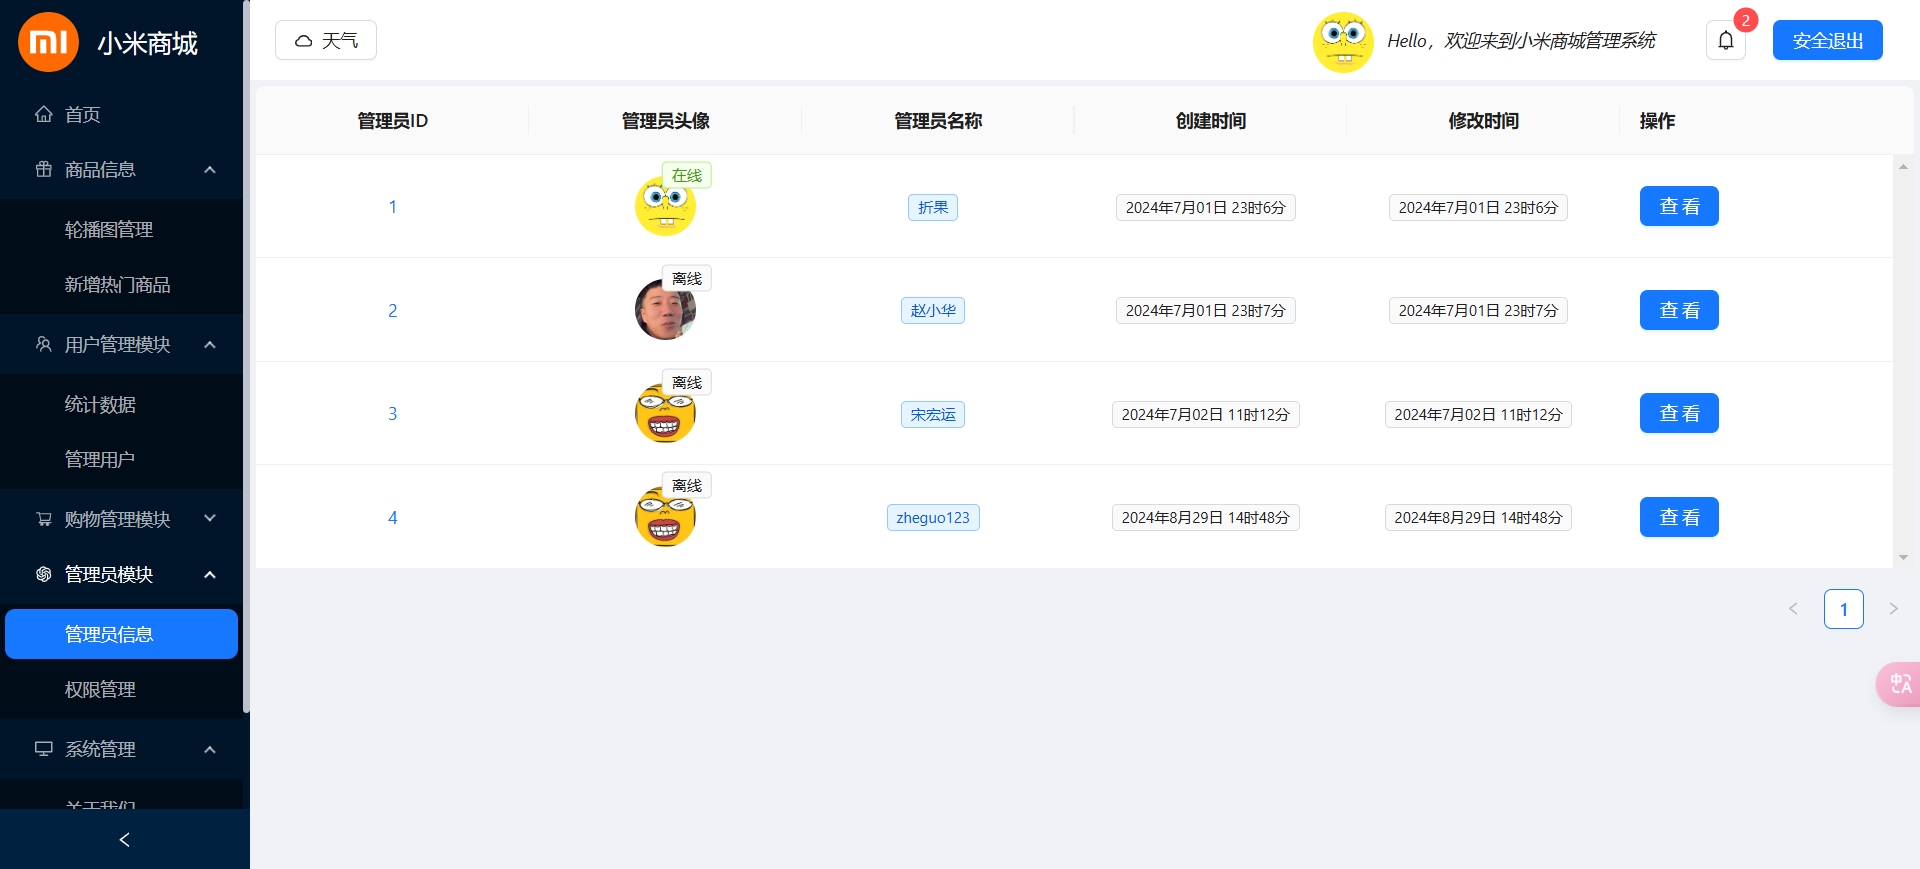 小米商城
首页
商品信息
轮播图管理
新增热门商品
用户管理模块
统计数据
管理用户
购物管理模块
管理员模块
管理员信息
权限管理
系统管理
关于我们
天气
Hello，欢迎来到小米商城管理系统
2
安全退出
管理员ID 管理员头像 管理员名称 创建时间 修改时间 操作
1 在线 折果 2024年7月01日 23时6分 2024年7月01日 23时6分 查看
2 离线 赵小华 2024年7月01日 23时7分 2024年7月01日 23时7分 查看
3 离线 宋宏运 2024年7月02日 11时12分 2024年7月02日 11时12分 查看
4 离线 zheguo123 2024年8月29日 14时48分 2024年8月29日 14时48分 查看
1